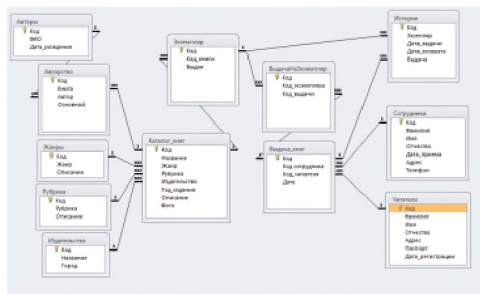 Авторы
Код
ФИО
Дата_рождения
Авторство
Код
Книга
Автор
Основной
Жанры
Код
Жанр
Описание
Рубрика
Код
Рубрика
Описание
Издательство
Код
Название
Город
Экземпляр
Код
Код_книги
Выдан
Каталог_книг
Код
Название
Жанр
Рубрика
Издательство
Год_издания
Описание
Фото
ВыдачаНаЭкземпляр
Код
Код_экземпляра
Код_выдачи
Выдача_книг
Код
Код сотрудника
Код_читателя
Дата
История
Код
Экземпляр
Дата_выдачи
Дата_возврата
Выдача
Сотрудники
Код
Фамилия
Имя
Отчество
Дата_приема
Адрес
Телефон
Читатели
Код
Фамилия
Имя
Отчество
Адрес
Паспорт
Дата_регистрации